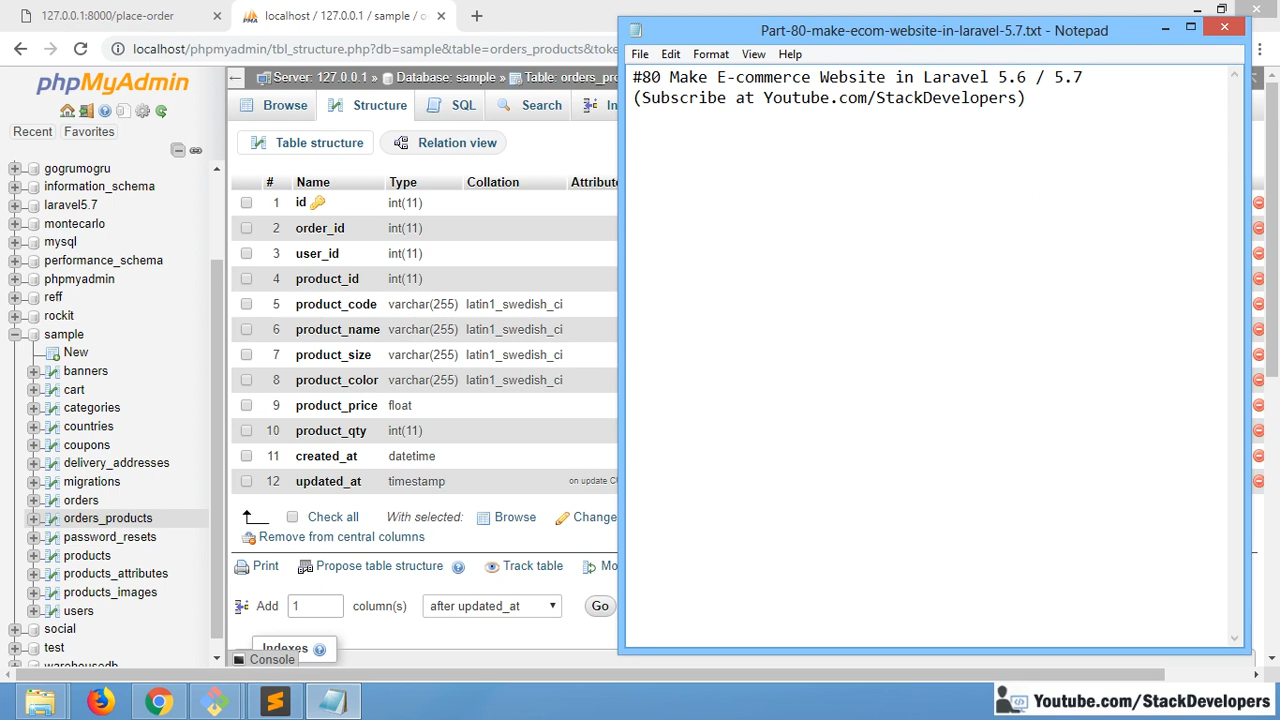 127.0.0.1:8000/place-order
localhost / 127.0.0.1 / sample / o
localhost/phpmyadmin/tbl_structure.php?db=sample&table=orders_products&toke
phpMyAdmin
Recent
Favorites
gogrumogru
information_schema
laravel5.7
montecarlo
mysql
performance_schema
phpmyadmin
reff
rockit
sample
New
banners
cart
categories
countries
coupons
delivery_addresses
migrations
orders
orders_products
password_resets
products
products_attributes
products_images
users
social
test
warehousedb
Server: 127.0.0.1 » Database: sample » Table: orders_pro
Browse
Structure
SQL
Search
In
Table structure
Relation view
# Name Type Collation Attribute
1 id int(11)
2 order_id int(11)
3 user_id int(11)
4 product_id int(11)
5 product_code varchar(255) latin1_swedish_ci
6 product_name varchar(255) latin1_swedish_ci
7 product_size varchar(255) latin1_swedish_ci
8 product_color varchar(255) latin1_swedish_ci
9 product_price float
10 product_qty int(11)
11 created_at datetime
12 updated_at timestamp on update CU
Check all With selected: Browse Change
Remove from central columns
Print Propose table structure Track table Mo
Add 1 column(s) after updated_at Go
Indexes
Console
Part-80-make-ecom-website-in-laravel-5.7.txt - Notepad
File Edit Format View Help
#80 Make E-commerce Website in Laravel 5.6 / 5.7
(Subscribe at Youtube.com/StackDevelopers)
Youtube.com/StackDevelopers